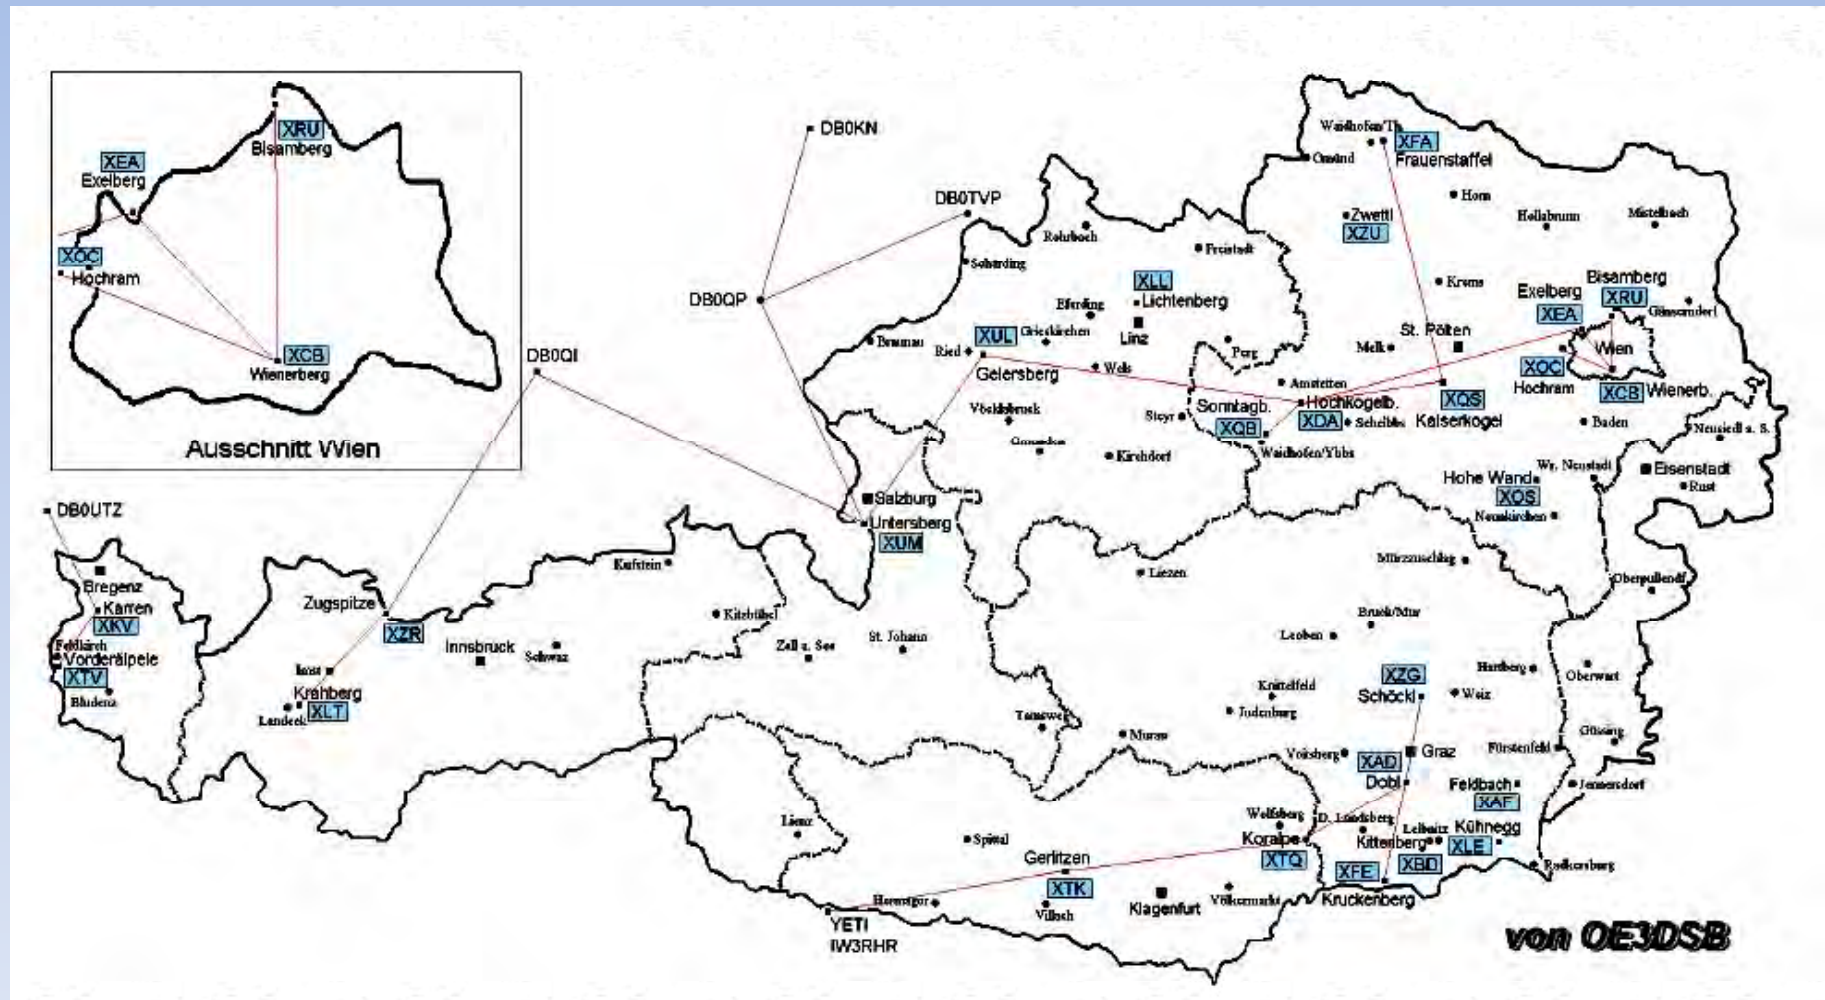 XRU
Bisamberg
XEA
Exelberg
XOC
Hochram
XCB
Wienerberg
Ausschnitt Wien
DB0KN
DB0TVP
DB0QP
DB0QI
DB0UTZ
Waidhofen/Th.
XFA
Frauenstaffel
Gmünd
Horn
Zwettl
XZU
Hollabrunn
Mistelbach
Rohrbach
Freistadt
Schärding
XLL
Lichtenberg
Eferding
Linz
Krems
Bisamberg
XRU
Exelberg
XEA
Gänserndorf
XUL
Grieskirchen
Braunau
Ried
Geiersberg
Wels
Perg
St. Pölten
Melk
Wien
XOC
Hochram
XCB Wienerb.
Amstetten
Hochkogelb.
XDA
Scheibbs
XQS
Kaiserkogel
Sonntagb.
XQB
Waidhofen/Ybbs
Vöcklabruck
Steyr
Gmunden
Kirchdorf
Baden
Neusiedl a. S.
Wr. Neustadt
Eisenstadt
Rust
Hohe Wand
XOS
Neunkirchen
Salzburg
Untersberg
XUM
Bregenz
Karren
XKV
Feldkirch
Vorderälpele
XTV
Bludenz
Zugspitze
XZR
Innsbruck
Schwaz
Imst
Krahberg
XLT
Landeck
Kufstein
Kitzbühel
Zell a. See
St. Johann
Liezen
Mürzzuschlag
Oberpullendf
Bruck/Mur
Leoben
XZG
Schöckl
Weiz
Hartberg
Oberwart
Knittelfeld
Judenburg
Tamsweg
Murau
Voitsberg
Graz
XAD
Dobl
Fürstenfeld
Güssing
Feldbach
XAF
Jennersdorf
Lienz
Spittal
Wolfsberg
Koralpe
XTQ
D. Landsberg
Leibnitz
Kittenberg
XBD
Kühnegg
XLE
XFE
Kruckenberg
Radkersburg
Gerlitzen
XTK
Hermagor
Villach
Klagenfurt
Völkermarkt
YETI
IW3RHR
von OE3DSB